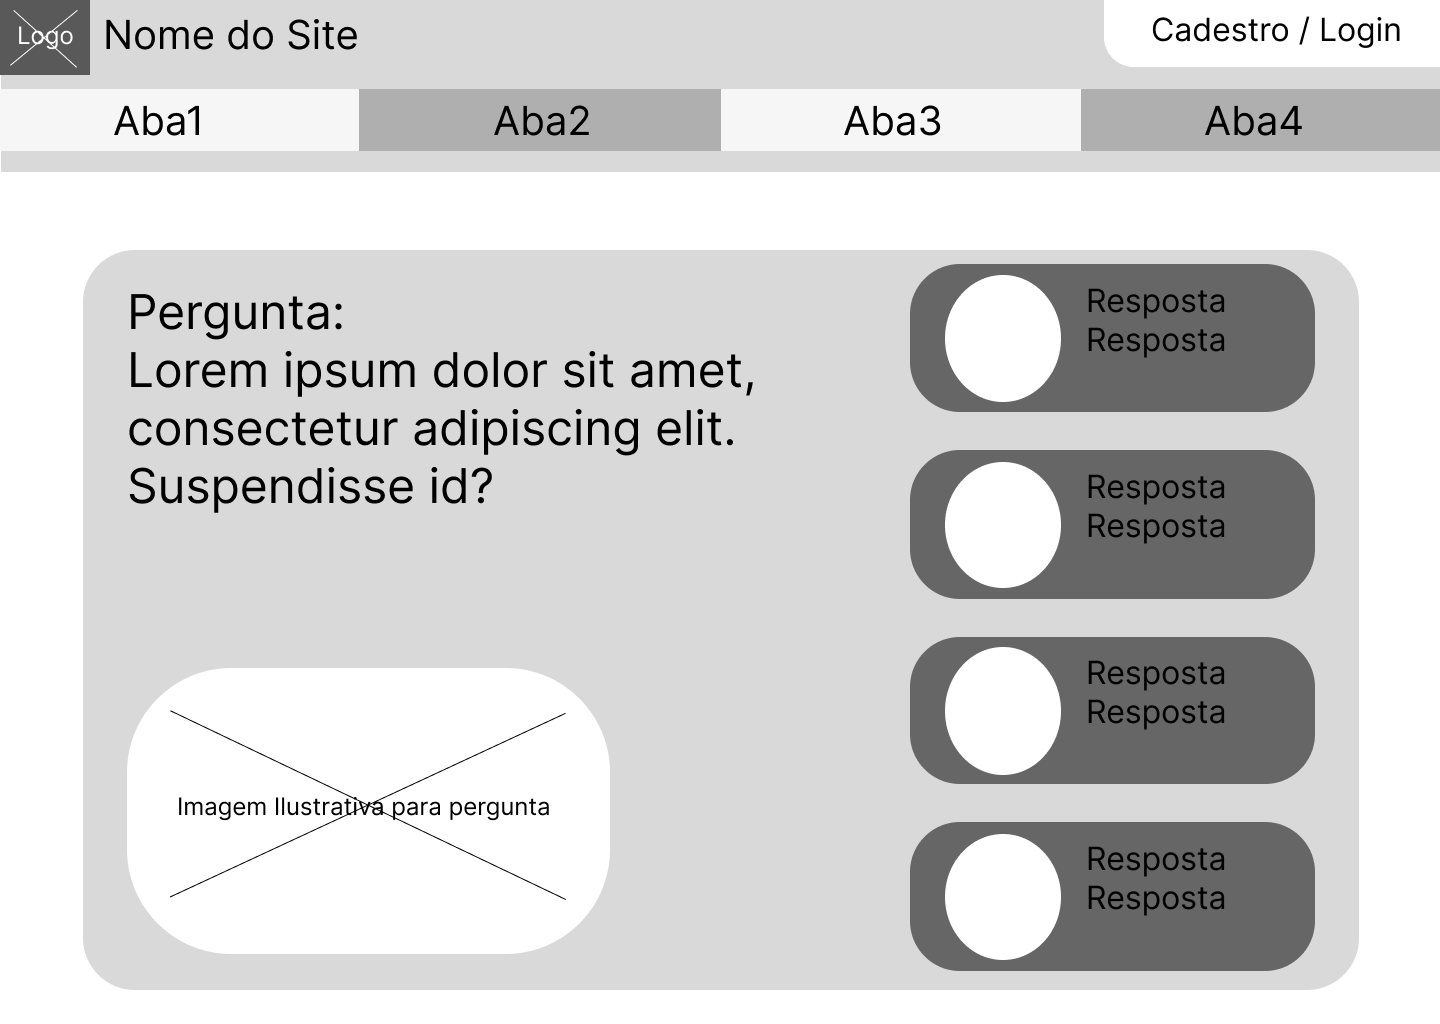 Logo
Nome do Site
Cadestro / Login
Aba1
Aba2
Aba3
Aba4
Pergunta:
Lorem ipsum dolor sit amet,
consectetur adipiscing elit.
Suspendisse id?
Imagem Ilustrativa para pergunta
Resposta
Resposta
Resposta
Resposta
Resposta
Resposta
Resposta
Resposta